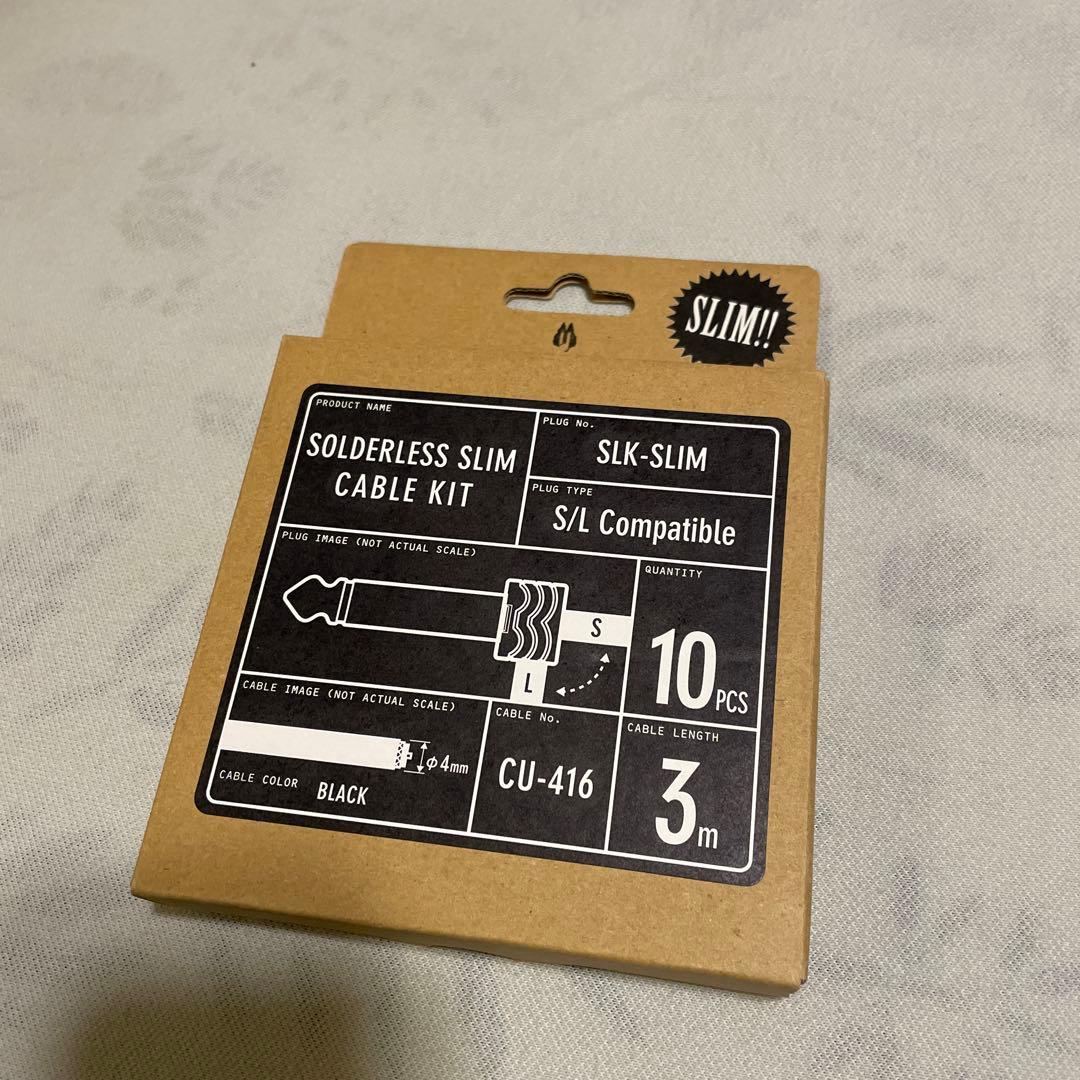 SLIM!!
PRODUCT NAME
SOLDERLESS SLIM
CABLE KIT
PLUG No.
SLK-SLIM
PLUG TYPE
S/L Compatible
PLUG IMAGE (NOT ACTUAL SCALE)
S
L
QUANTITY
10PCS
CABLE IMAGE (NOT ACTUAL SCALE)
φ4mm
CABLE COLOR BLACK
CABLE No.
CU-416
CABLE LENGTH
3m